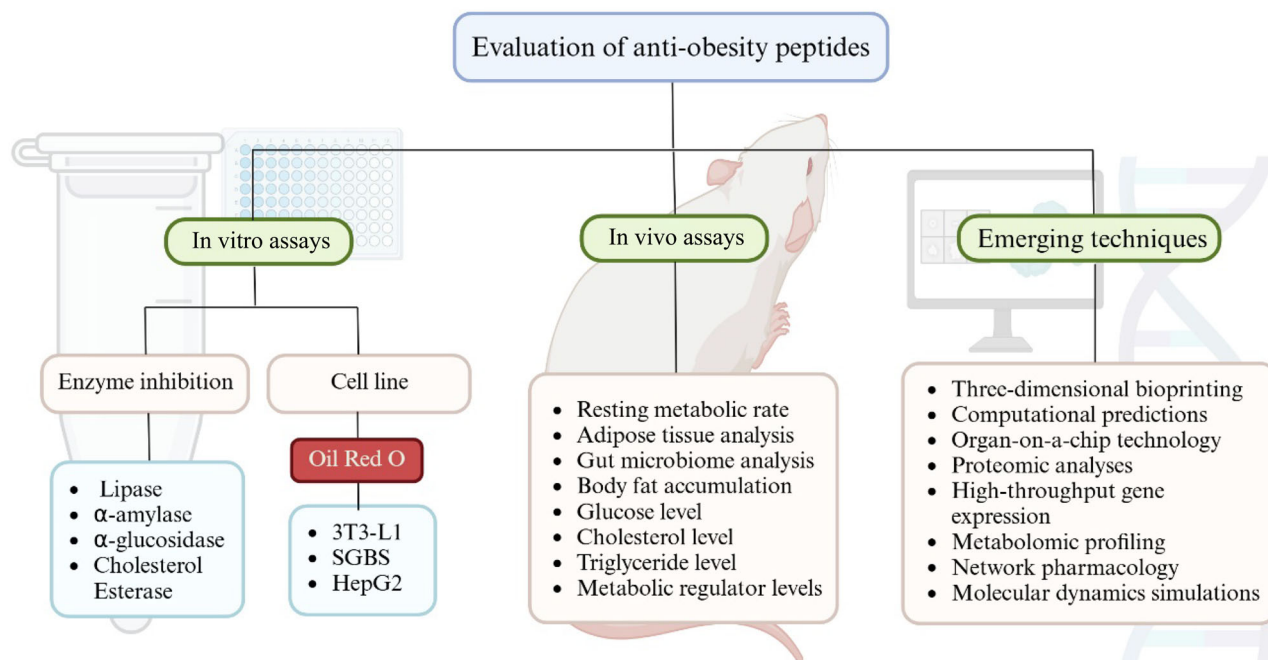 Evaluation of anti-obesity peptides
In vitro assays
Enzyme inhibition
• Lipase
• α-amylase
• α-glucosidase
• Cholesterol
Esterase
Cell line
Oil Red O
• 3T3-L1
• SGBS
• HepG2
In vivo assays
• Resting metabolic rate
• Adipose tissue analysis
• Gut microbiome analysis
• Body fat accumulation
• Glucose level
• Cholesterol level
• Triglyceride level
• Metabolic regulator levels
Emerging techniques
• Three-dimensional bioprinting
• Computational predictions
• Organ-on-a-chip technology
• Proteomic analyses
• High-throughput gene
expression
• Metabolomic profiling
• Network pharmacology
• Molecular dynamics simulations